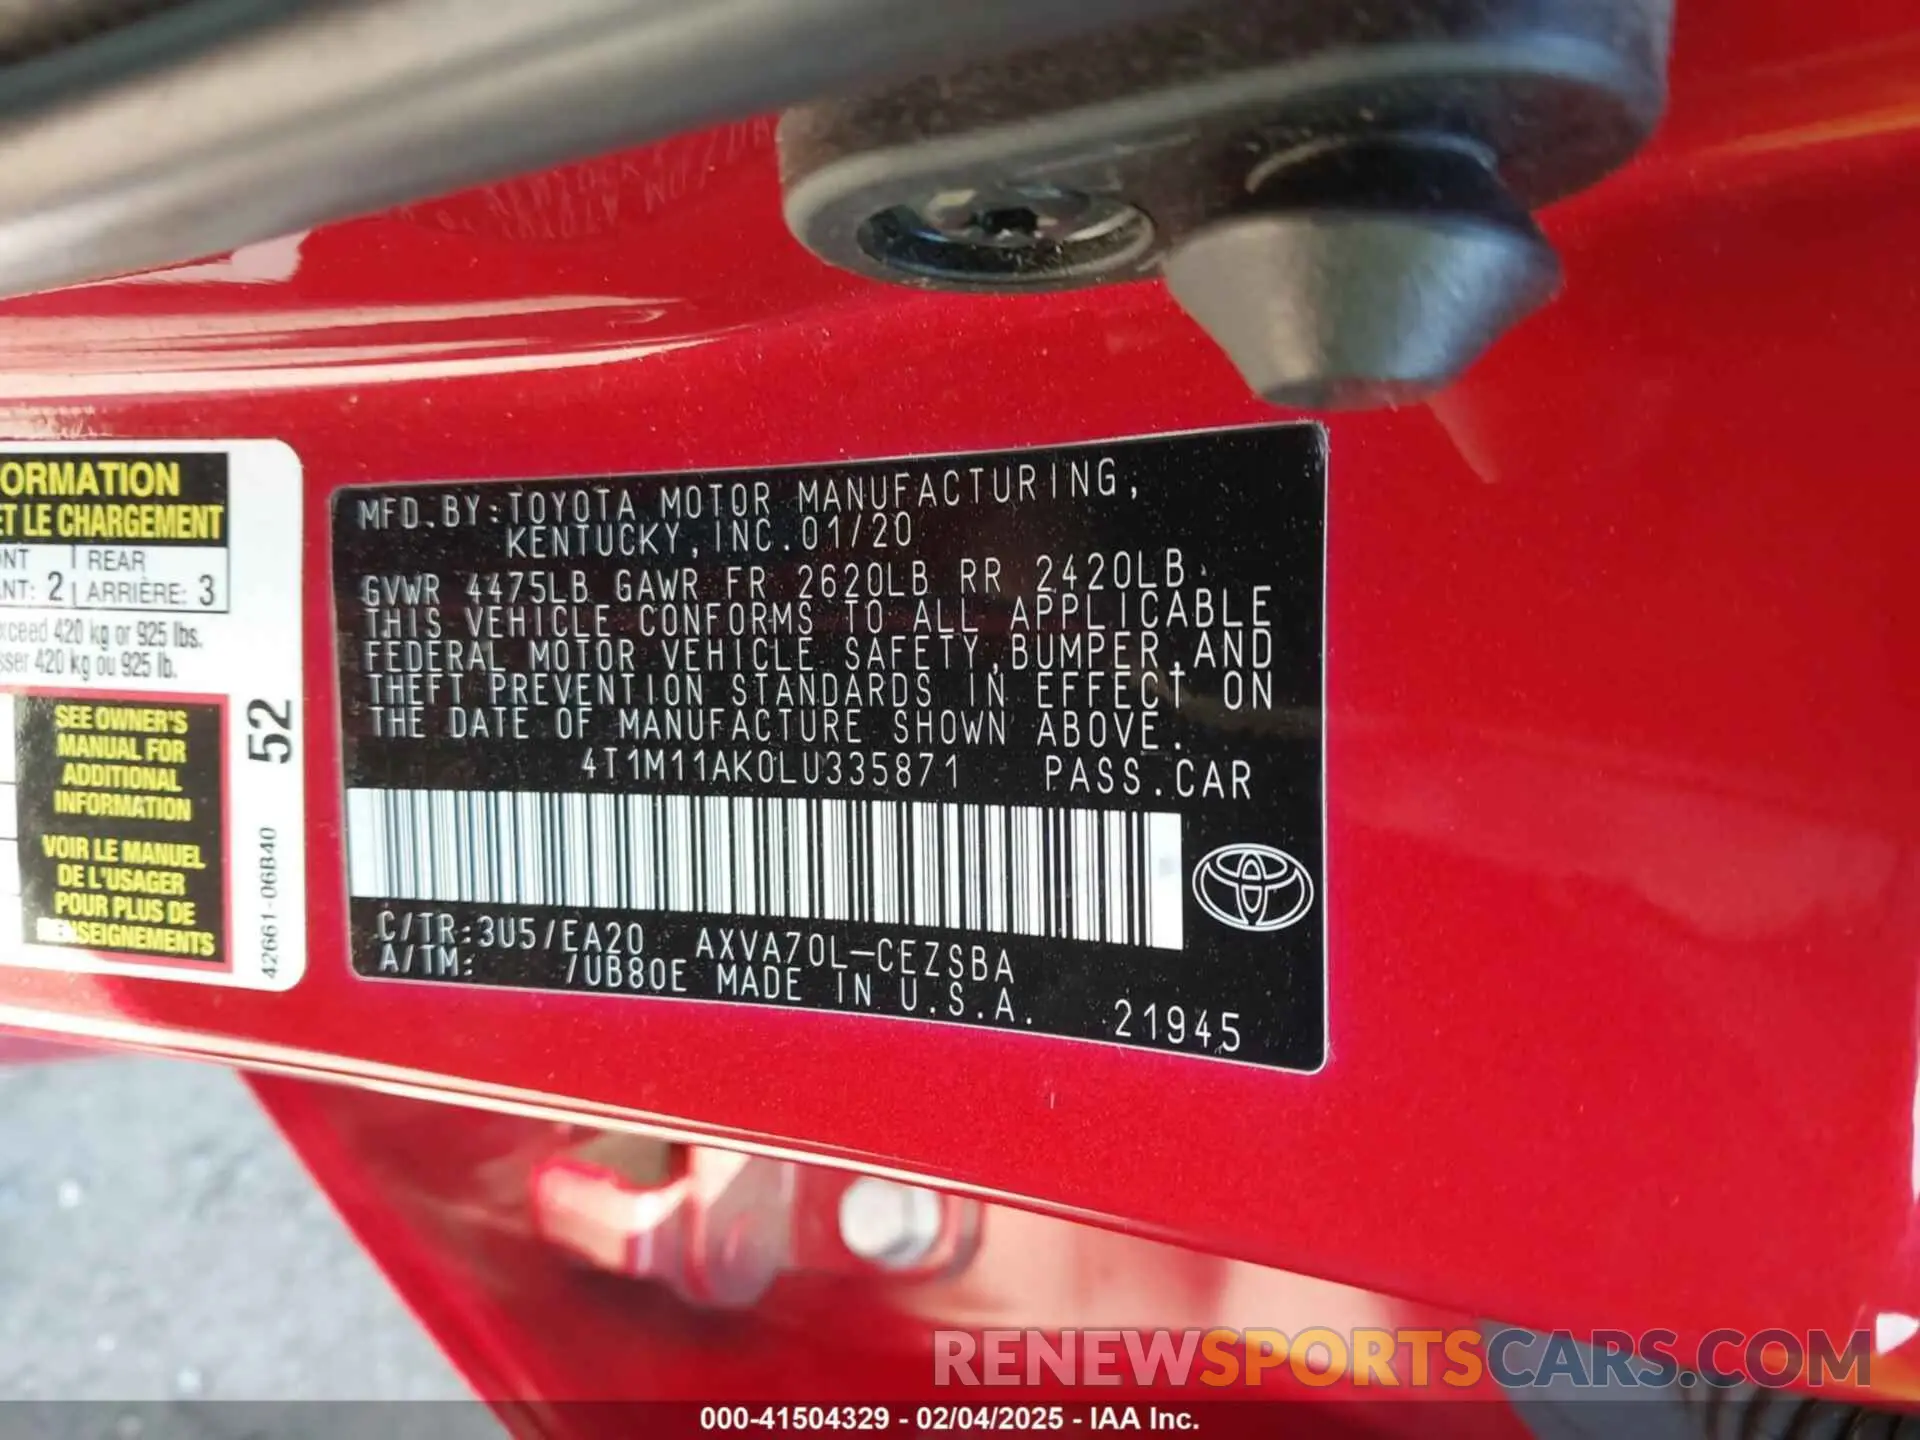 ORMATION
ET LE CHARGEMENT
REAR
2 ARRIÈRE: 3
exceed 420 kg or 925 lbs.
sser 420 kg ou 925 lb.
SEE OWNER'S
MANUAL FOR
ADDITIONAL
INFORMATION
VOIR LE MANUEL
DE L'USAGER
POUR PLUS DE
RENSEIGNEMENTS
52
42661-06B40
MFD.BY:TOYOTA MOTOR MANUFACTURING,
KENTUCKY,INC.01/20
GVWR 4475LB GAWR FR 2620LB RR 2420LB
THIS VEHICLE CONFORMS TO ALL APPLICABLE
FEDERAL MOTOR VEHICLE SAFETY,BUMPER,AND
THEFT PREVENTION STANDARDS IN EFFECT ON
THE DATE OF MANUFACTURE SHOWN ABOVE.
4T1M11AK0LU335871 PASS.CAR
C/TR:3U5/EA20 AXVA70L-CEZSBA
A/TM: /UB80E MADE IN U.S.A.
21945
RENEWSPORTSCARS.COM
000-41504329 - 02/04/2025 - IAA Inc.